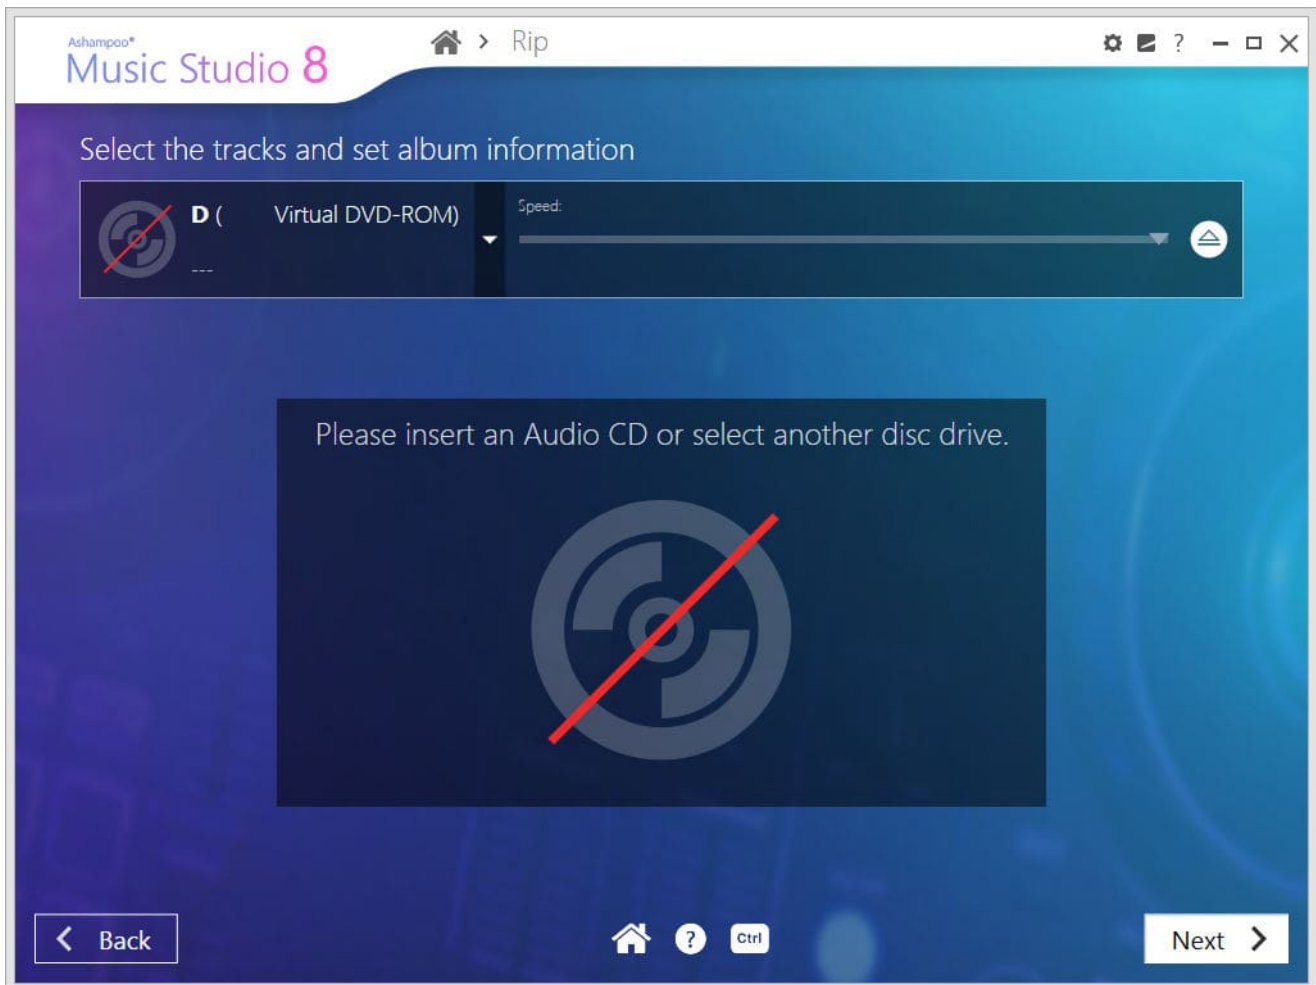 Ashampoo®
Music Studio 8
Rip
?
Select the tracks and set album information
D ( Virtual DVD-ROM)
---
Speed:
Please insert an Audio CD or select another disc drive.
Back
?
Ctrl
Next